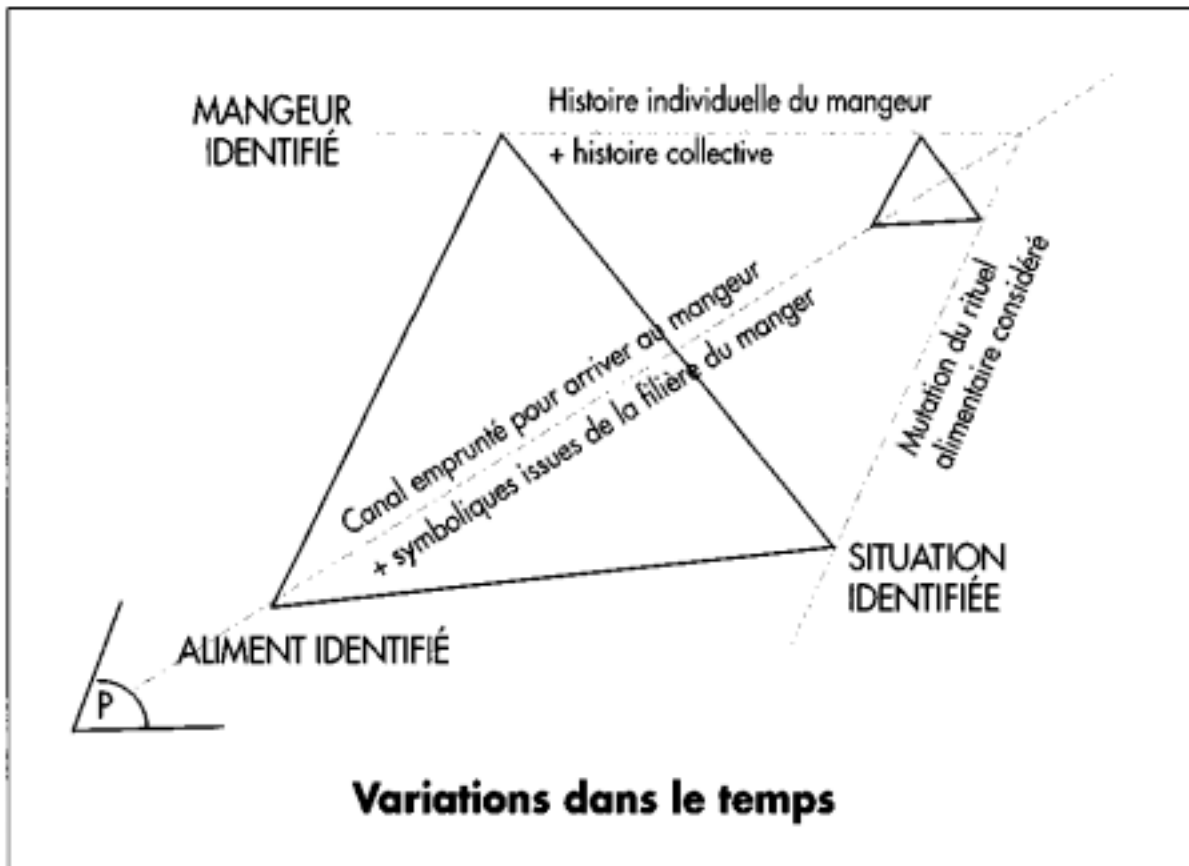 MANGEUR
IDENTIFIÉ
Histoire individuelle du mangeur
+ histoire collective
Canal emprunté pour arriver au mangeur
+ symboliques issues de la filière du manger
Mutation du rituel
alimentaire considéré
SITUATION
IDENTIFIÉE
ALIMENT IDENTIFIÉ
P
Variations dans le temps